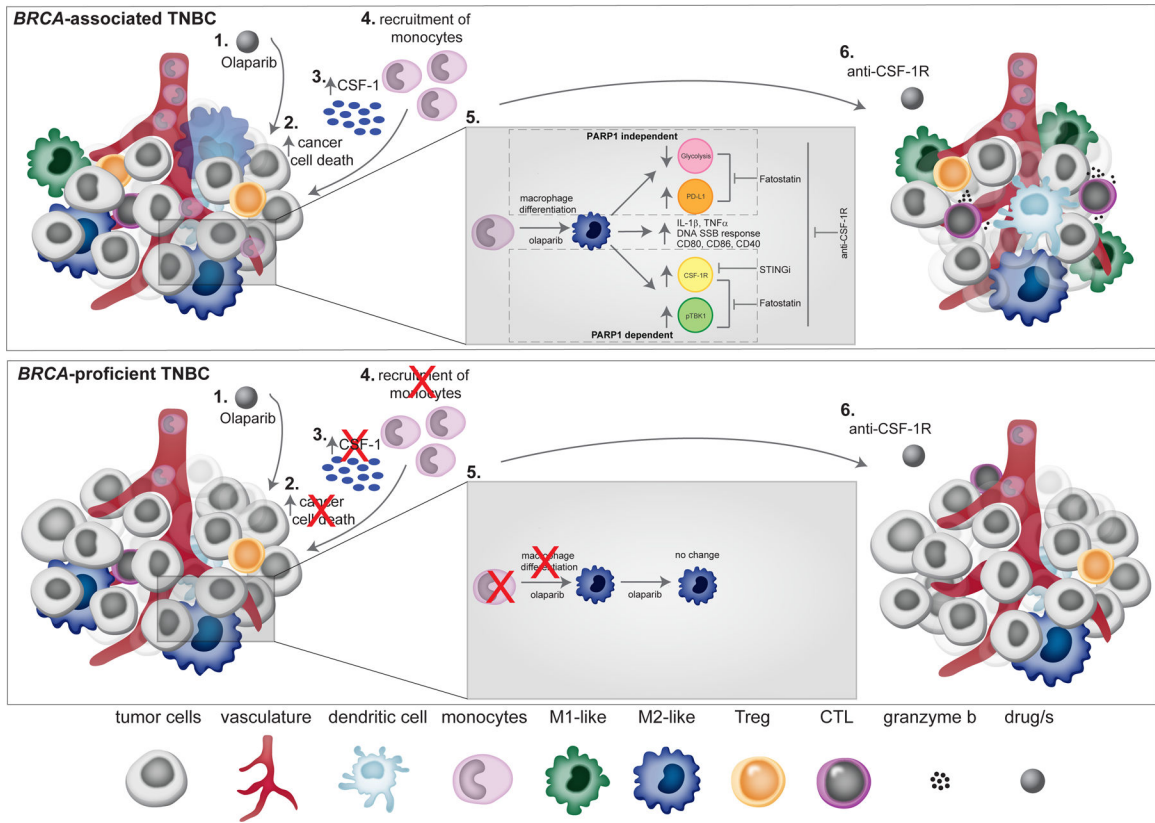 BRCA-associated TNBC
1.
Olaparib
2.
cancer
cell death
3.
CSF-1
4. recruitment of
monocytes
5.
PARP1 independent
Glycolysis
PD-L1
Fatostatin
macrophage
differentiation
olaparib
IL-1β, TNFα
DNA SSB response
CD80, CD86, CD40
CSF-1R
STINGi
pTBK1
Fatostatin
PARP1 dependent
anti-CSF-1R
6.
anti-CSF-1R
BRCA-proficient TNBC
1.
Olaparib
2.
cancer
cell death
3.
CSF-1
4. recruitment of
monocytes
5.
macrophage
differentiation
olaparib
olaparib
no change
6.
anti-CSF-1R
tumor cells
vasculature
dendritic cell
monocytes
M1-like
M2-like
Treg
CTL
granzyme b
drug/s